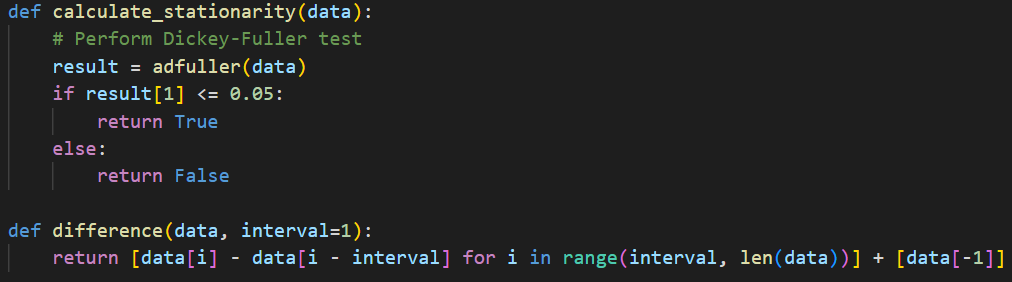 def calculate_stationarity(data):
    # Perform Dickey-Fuller test
    result = adfuller(data)
    if result[1] <= 0.05:
        return True
    else:
        return False

def difference(data, interval=1):
    return [data[i] - data[i - interval] for i in range(interval, len(data))] + [data[-1]]